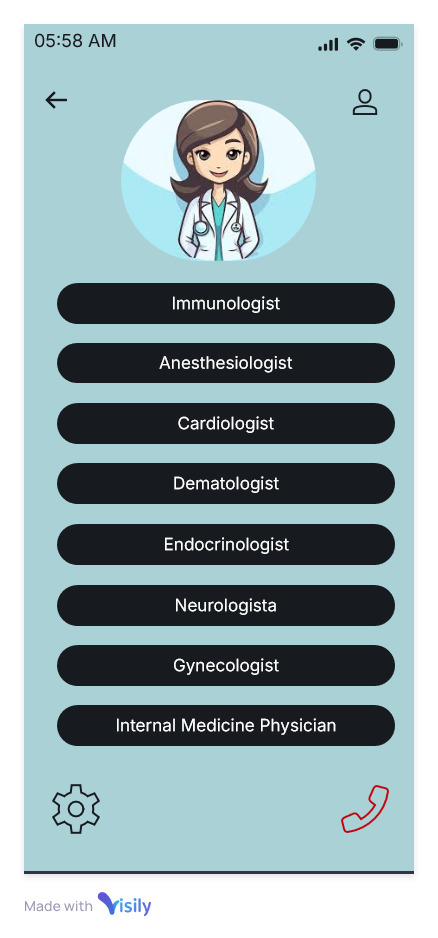 05:58 AM
Immunologist
Anesthesiologist
Cardiologist
Dematologist
Endocrinologist
Neurologista
Gynecologist
Internal Medicine Physician
Made with Visily